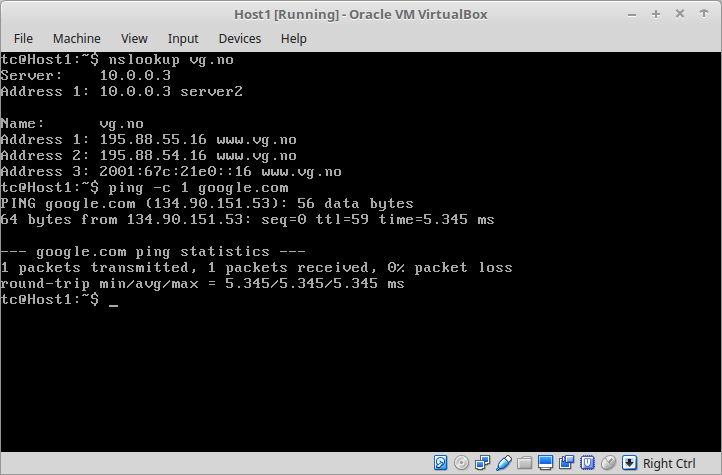 Host1 [Running] - Oracle VM VirtualBox
File Machine View Input Devices Help
tc@Host1:~$ nslookup vg.no
Server:    10.0.0.3
Address 1: 10.0.0.3 server2
Name:      vg.no
Address 1: 195.88.55.16 www.vg.no
Address 2: 195.88.54.16 www.vg.no
Address 3: 2001:67c:21e0::16 www.vg.no
tc@Host1:~$ ping -c 1 google.com
PING google.com (134.90.151.53): 56 data bytes
64 bytes from 134.90.151.53: seq=0 ttl=59 time=5.345 ms
--- google.com ping statistics ---
1 packets transmitted, 1 packets received, 0% packet loss
round-trip min/avg/max = 5.345/5.345/5.345 ms
tc@Host1:~$ _
Right Ctrl